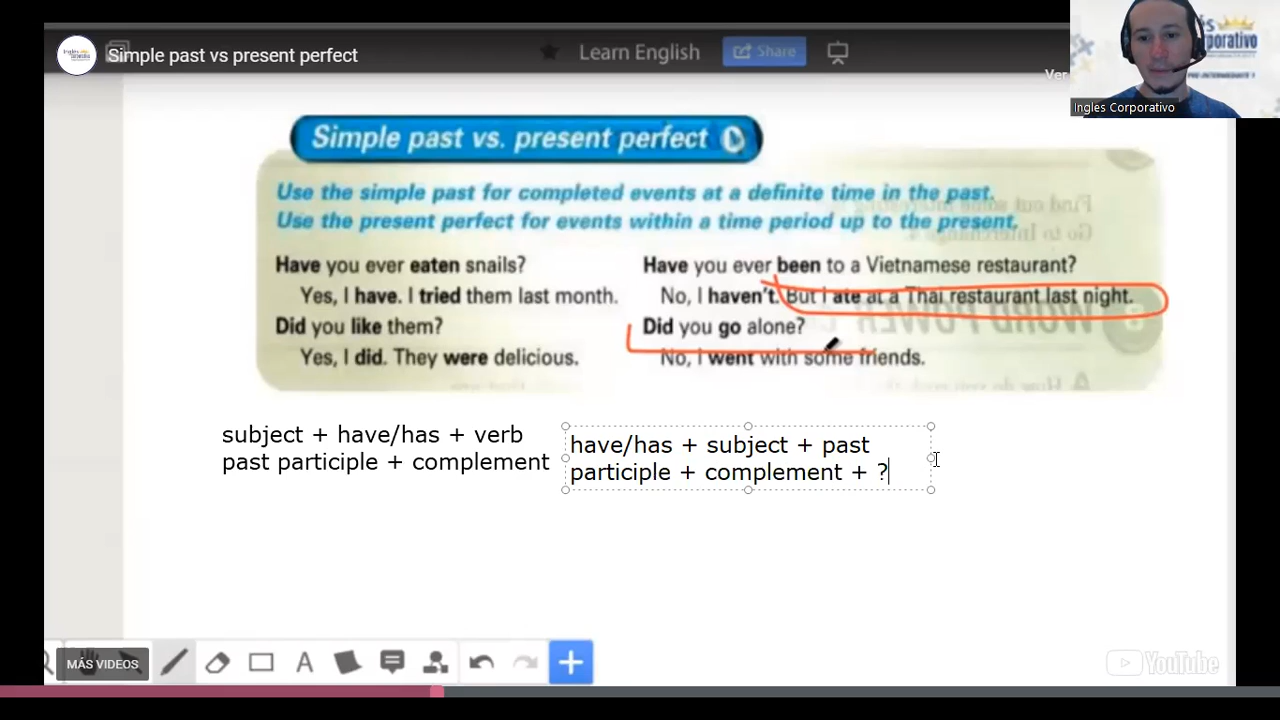 Simple past vs present perfect
Learn English
Share
Ver
Ingles Corporativo
Simple past vs. present perfect
Use the simple past for completed events at a definite time in the past.
Use the present perfect for events within a time period up to the present.
Have you ever eaten snails?
Yes, I have. I tried them last month.
Did you like them?
Yes, I did. They were delicious.
Have you ever been to a Vietnamese restaurant?
No, I haven't. But I ate at a Thai restaurant last night.
Did you go alone?
No, I went with some friends.
subject + have/has + verb
past participle + complement
have/has + subject + past
participle + complement + ?
A
MÁS VIDEOS
YouTube